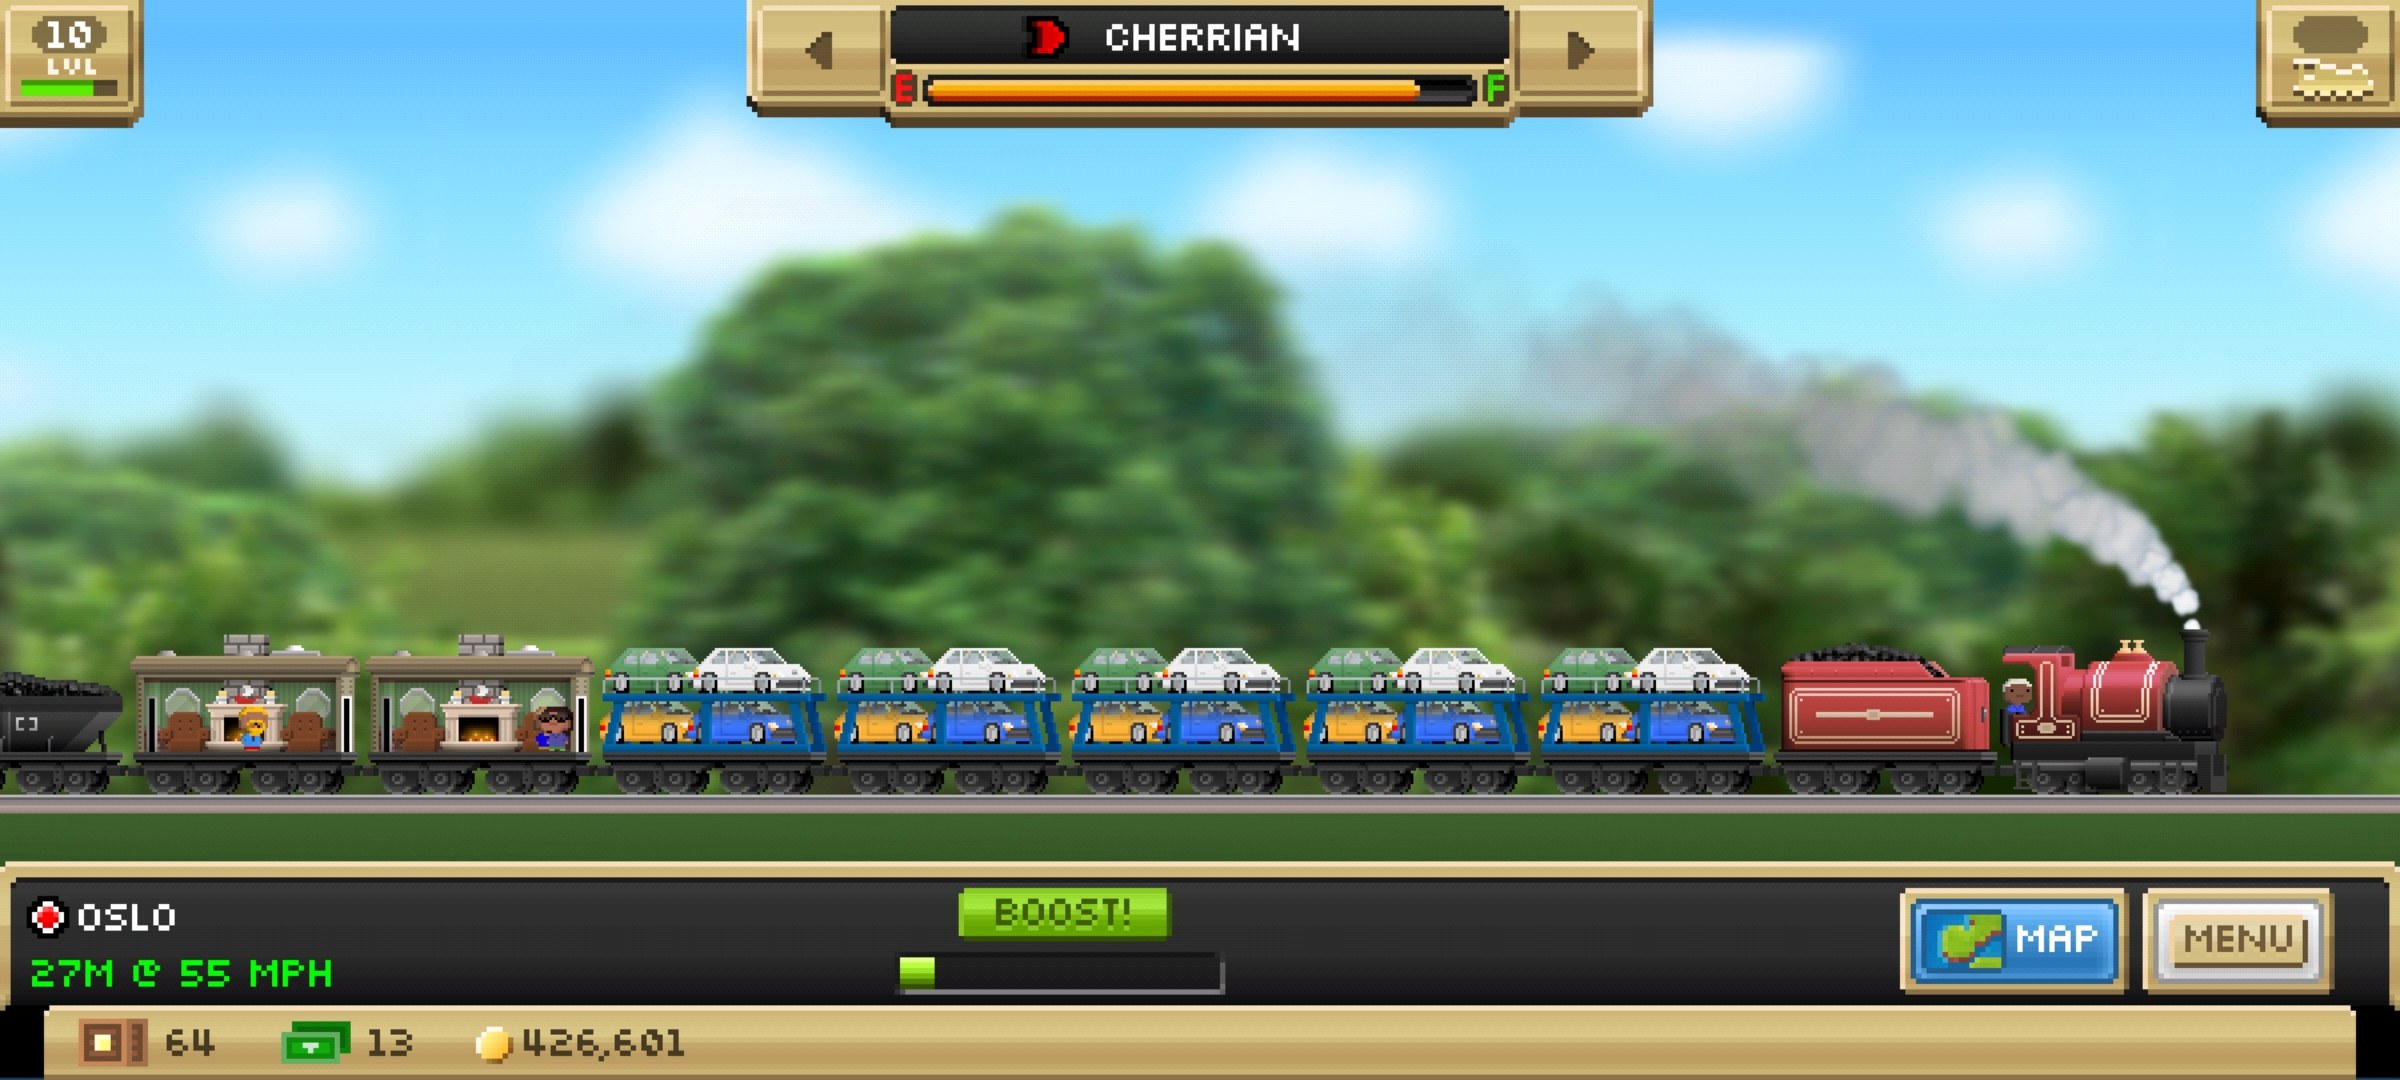 10
LVL
CHERRIAN
E F
OSLO
27M @ 55 MPH
BOOST!
MAP
MENU
64
13
426,601